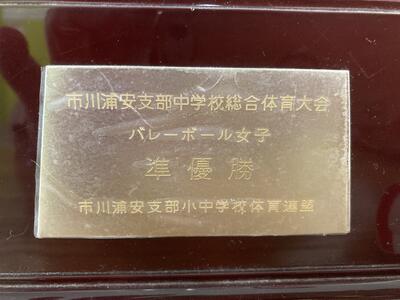 市川浦安支部中学校総合体育大会
バレーボール女子
準優勝
市川浦安支部小中学校体育連盟